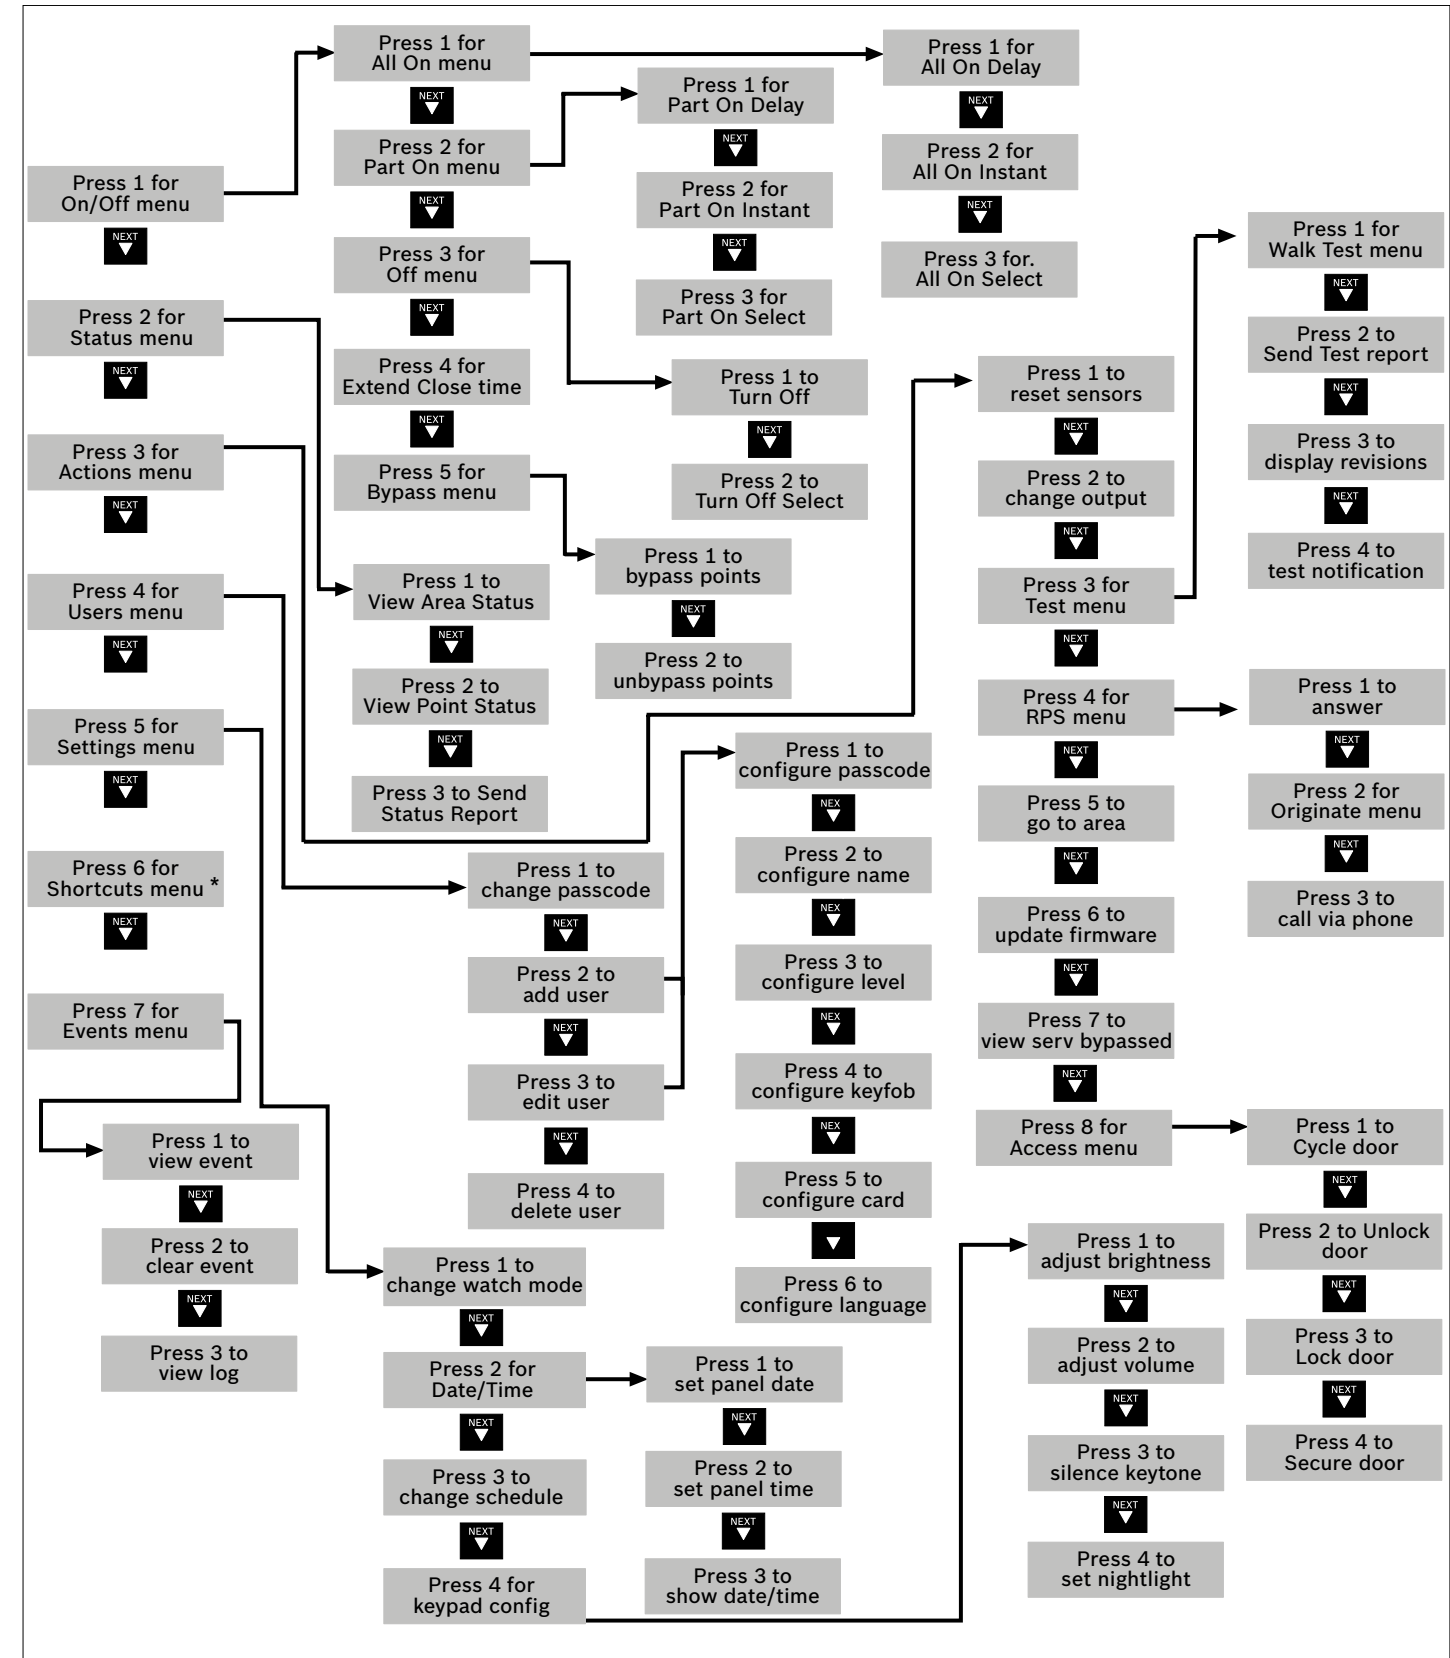 Press 1 for
On/Off menu
NEXT
Press 2 for
Status menu
NEXT
Press 3 for
Actions menu
NEXT
Press 4 for
Users menu
NEXT
Press 5 for
Settings menu
NEXT
Press 6 for
Shortcuts menu *
NEXT
Press 7 for
Events menu
Press 1 to
view event
NEXT
Press 2 to
clear event
NEXT
Press 3 to
view log
Press 1 for
All On menu
NEXT
Press 2 for
Part On menu
NEXT
Press 3 for
Off menu
NEXT
Press 4 for
Extend Close time
NEXT
Press 5 for
Bypass menu
Press 1 to
View Area Status
NEXT
Press 2 to
View Point Status
NEXT
Press 3 to Send
Status Report
Press 1 to
change passcode
NEXT
Press 2 to
add user
NEXT
Press 3 to
edit user
NEXT
Press 4 to
delete user
Press 1 to
change watch mode
NEXT
Press 2 for
Date/Time
NEXT
Press 3 to
change schedule
NEXT
Press 4 for
keypad config
Press 1 for
Part On Delay
NEXT
Press 2 for
Part On Instant
NEXT
Press 3 for
Part On Select
Press 1 to
Turn Off
NEXT
Press 2 to
Turn Off Select
Press 1 to
bypass points
NEXT
Press 2 to
unbypass points
Press 1 to
configure passcode
NEX
Press 2 to
configure name
NEX
Press 3 to
configure level
NEX
Press 4 to
configure keyfob
NEX
Press 5 to
configure card
Press 6 to
configure language
Press 1 to
set panel date
NEXT
Press 2 to
set panel time
NEXT
Press 3 to
show date/time
Press 1 for
All On Delay
NEXT
Press 2 for
All On Instant
NEXT
Press 3 for.
All On Select
Press 1 to
reset sensors
NEXT
Press 2 to
change output
NEXT
Press 3 for
Test menu
NEXT
Press 4 for
RPS menu
NEXT
Press 5 to
go to area
NEXT
Press 6 to
update firmware
NEXT
Press 7 to
view serv bypassed
NEXT
Press 8 for
Access menu
Press 1 to
adjust brightness
NEXT
Press 2 to
adjust volume
NEXT
Press 3 to
silence keytone
NEXT
Press 4 to
set nightlight
Press 1 for
Walk Test menu
NEXT
Press 2 to
Send Test report
NEXT
Press 3 to
display revisions
NEXT
Press 4 to
test notification
Press 1 to
answer
NEXT
Press 2 for
Originate menu
NEXT
Press 3 to
call via phone
Press 1 to
Cycle door
NEXT
Press 2 to Unlock
door
NEXT
Press 3 to
Lock door
NEXT
Press 4 to
Secure door